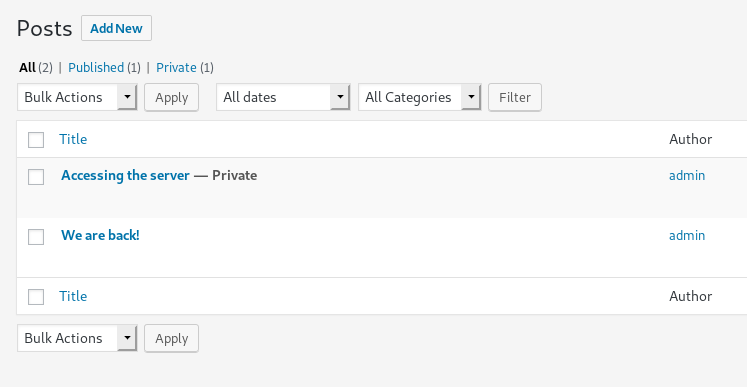 Posts Add New
All (2) | Published (1) | Private (1)
Bulk Actions Apply All dates All Categories Filter
Title Author
Accessing the server — Private admin
We are back! admin
Title Author
Bulk Actions Apply